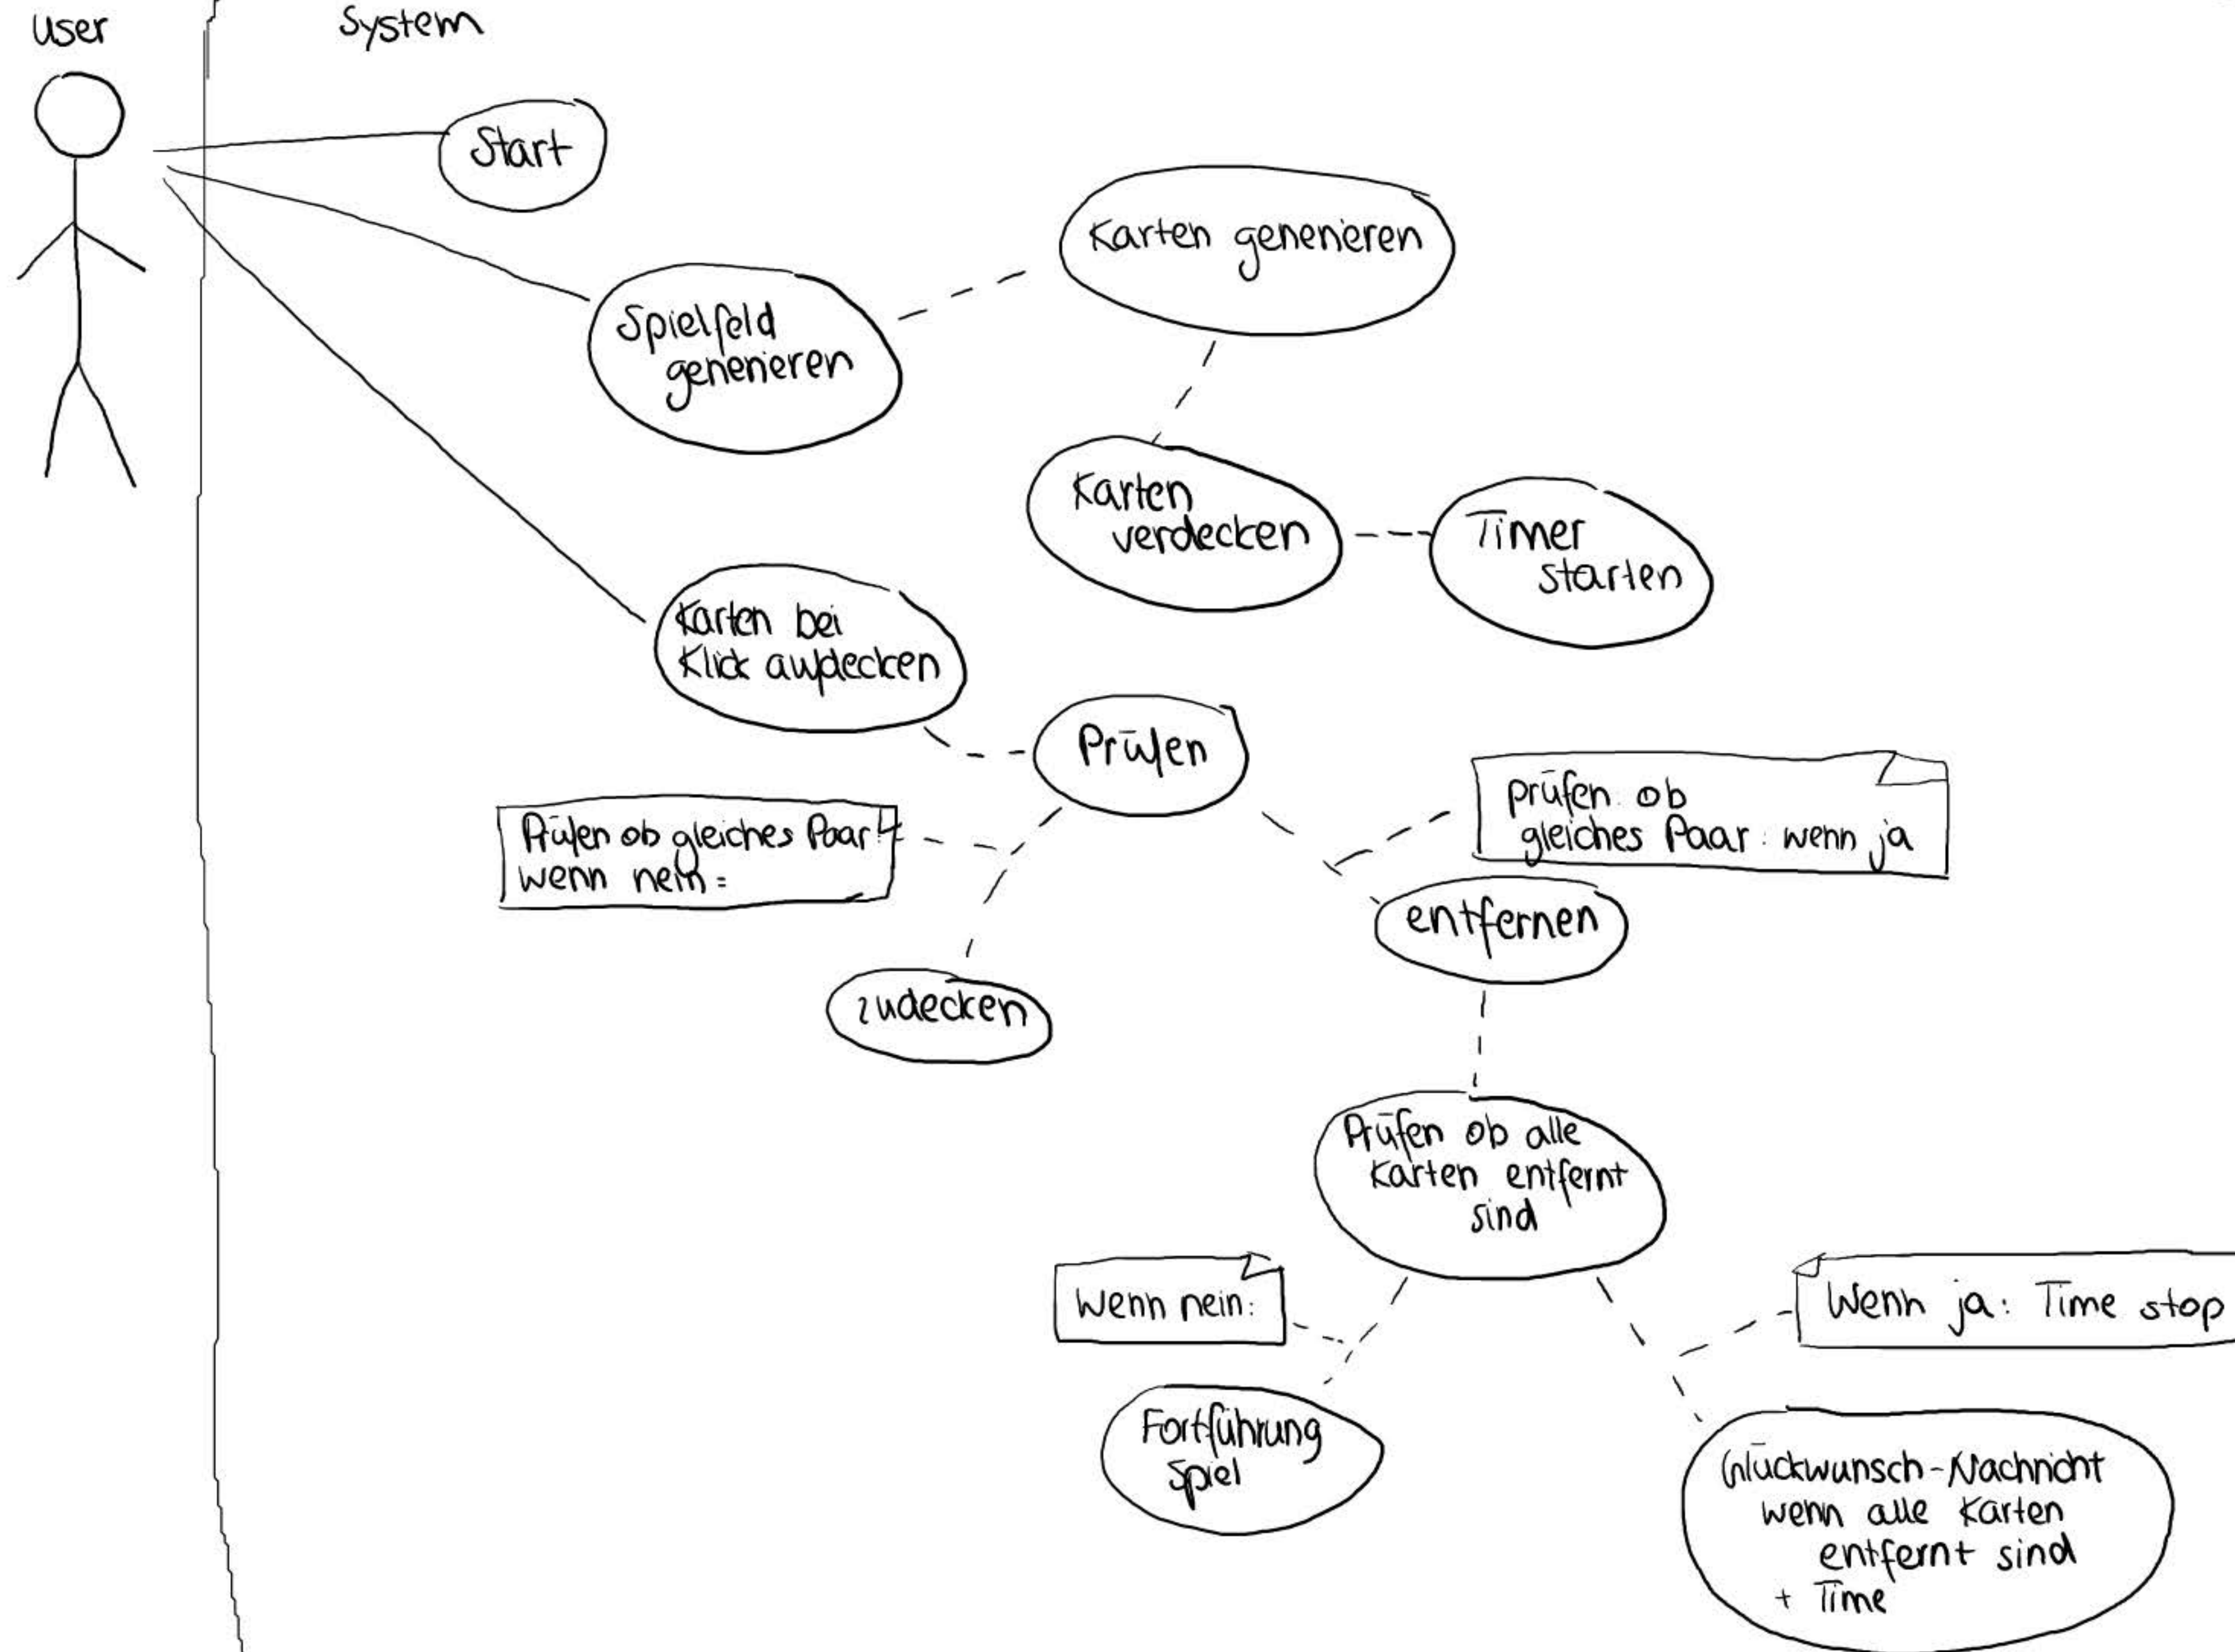 User
System
Start
Karten generieren
Spielfeld
generieren
Karten
verdecken
Timer
starten
Karten bei
Klick aufdecken
Prüfen
Prüfen ob gleiches Paar
wenn nein:
prüfen ob
gleiches Paar: wenn ja
entfernen
zudecken
Prüfen ob alle
Karten entfernt
sind
Wenn nein:
Wenn ja: Time stop
Fortführung
Spiel
Glückwunsch-Nachricht
wenn alle Karten
entfernt sind
+ Time